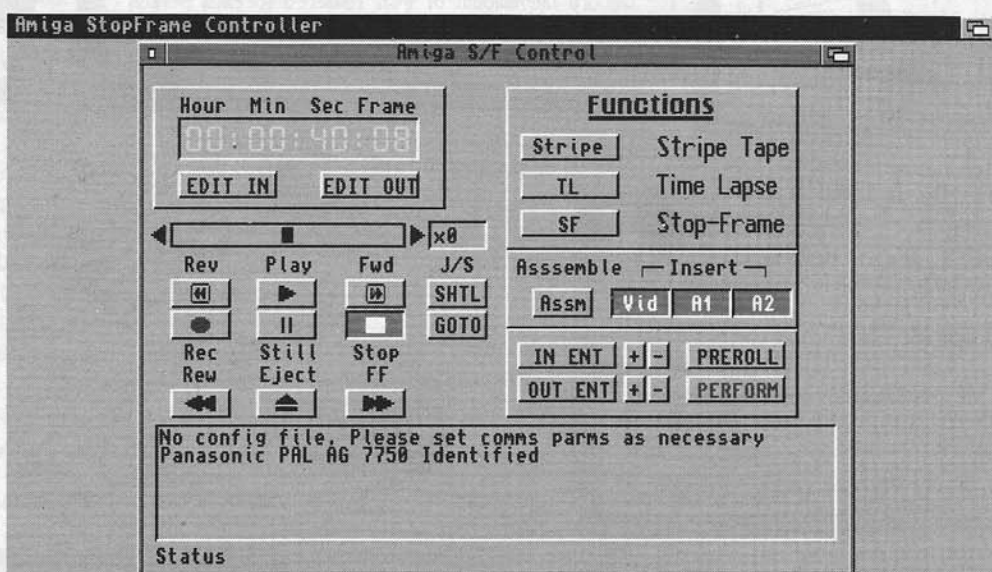 Amiga StopFrame Controller
Amiga S/F Control
Hour Min Sec Frame
00:00:40:08
EDIT IN EDIT OUT
x0
Rev Play Fwd J/S
SHTL
GOTO
Rec Still Stop
Rew Eject FF
Functions
Stripe Stripe Tape
TL Time Lapse
SF Stop-Frame
Asssemble Insert
Assm Vid A1 A2
IN ENT + - PREROLL
OUT ENT + - PERFORM
No config file, Please set comms parms as necessary
Panasonic PAL AG 7750 Identified
Status